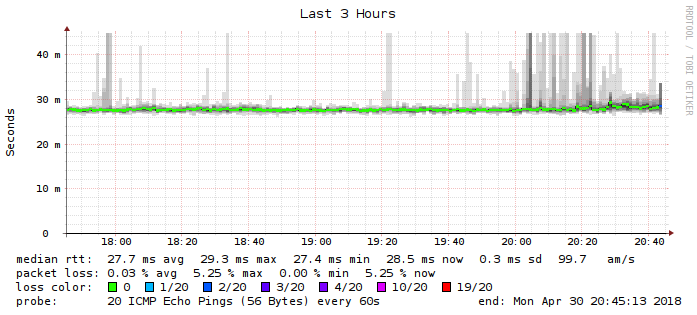 Last 3 Hours
RRDTOOL / TOBI OETIKER
Seconds
40 m
30 m
20 m
10 m
0
18:00 18:20 18:40 19:00 19:20 19:40 20:00 20:20 20:40
median rtt: 27.7 ms avg 29.3 ms max 27.4 ms min 28.5 ms now 0.3 ms sd 99.7 am/s
packet loss: 0.03 % avg 5.25 % max 0.00 % min 5.25 % now
loss color: 0 1/20 2/20 3/20 4/20 10/20 19/20
probe: 20 ICMP Echo Pings (56 Bytes) every 60s end: Mon Apr 30 20:45:13 2018